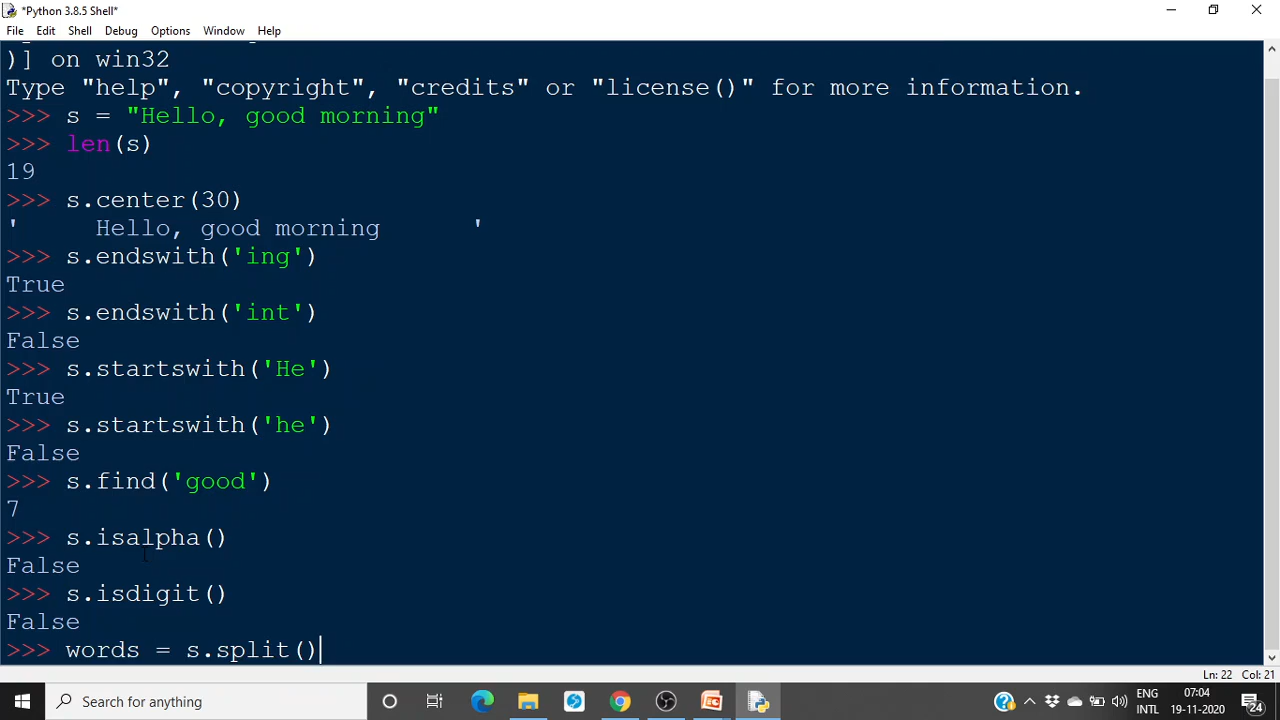 *Python 3.8.5 Shell*
File Edit Shell Debug Options Window Help
)] on win32
Type "help", "copyright", "credits" or "license()" for more information.
>>> s = "Hello, good morning"
>>> len(s)
19
>>> s.center(30)
'     Hello, good morning      '
>>> s.endswith('ing')
True
>>> s.endswith('int')
False
>>> s.startswith('He')
True
>>> s.startswith('he')
False
>>> s.find('good')
7
>>> s.isalpha()
False
>>> s.isdigit()
False
>>> words = s.split()
Ln: 22 Col: 21
Search for anything
ENG
INTL
07:04
19-11-2020
24